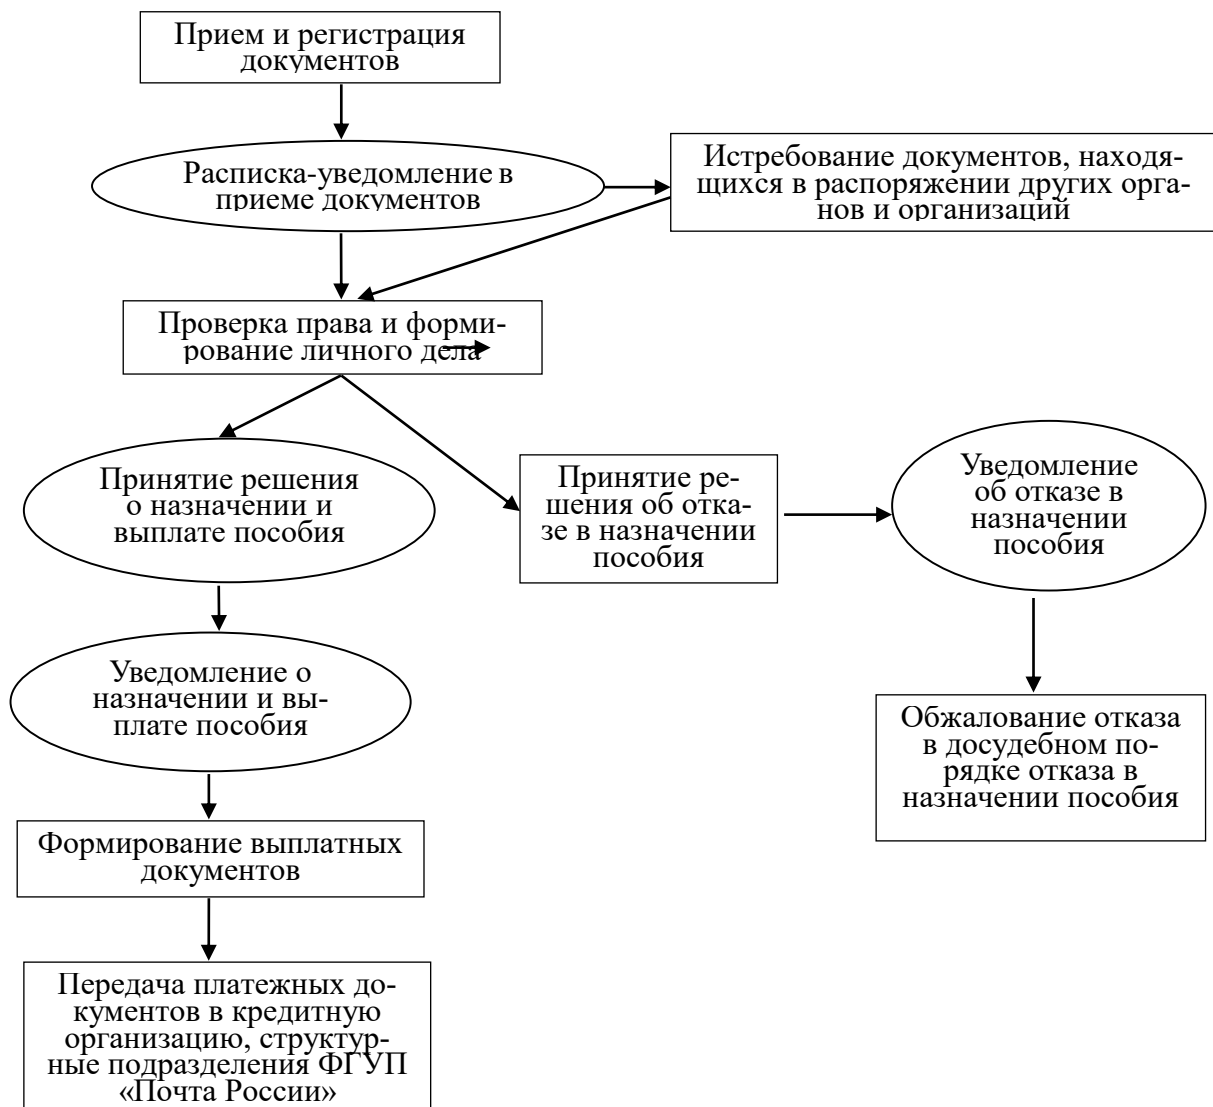 Прием и регистрация
документов
Расписка-уведомление в
приеме документов
Истребование документов, находя-
щихся в распоряжении других орга-
нов и организаций
Проверка права и форми-
рование личного дела
Принятие решения
о назначении и
выплате пособия
Принятие ре-
шения об отка-
зе в назначении
пособия
Уведомление
об отказе в
назначении
пособия
Уведомление о
назначении и вы-
плате пособия
Обжалование отказа
в досудебном по-
рядке отказа в
назначении пособия
Формирование выплатных
документов
Передача платежных до-
кументов в кредитную
организацию, структур-
ные подразделения ФГУП
«Почта России»